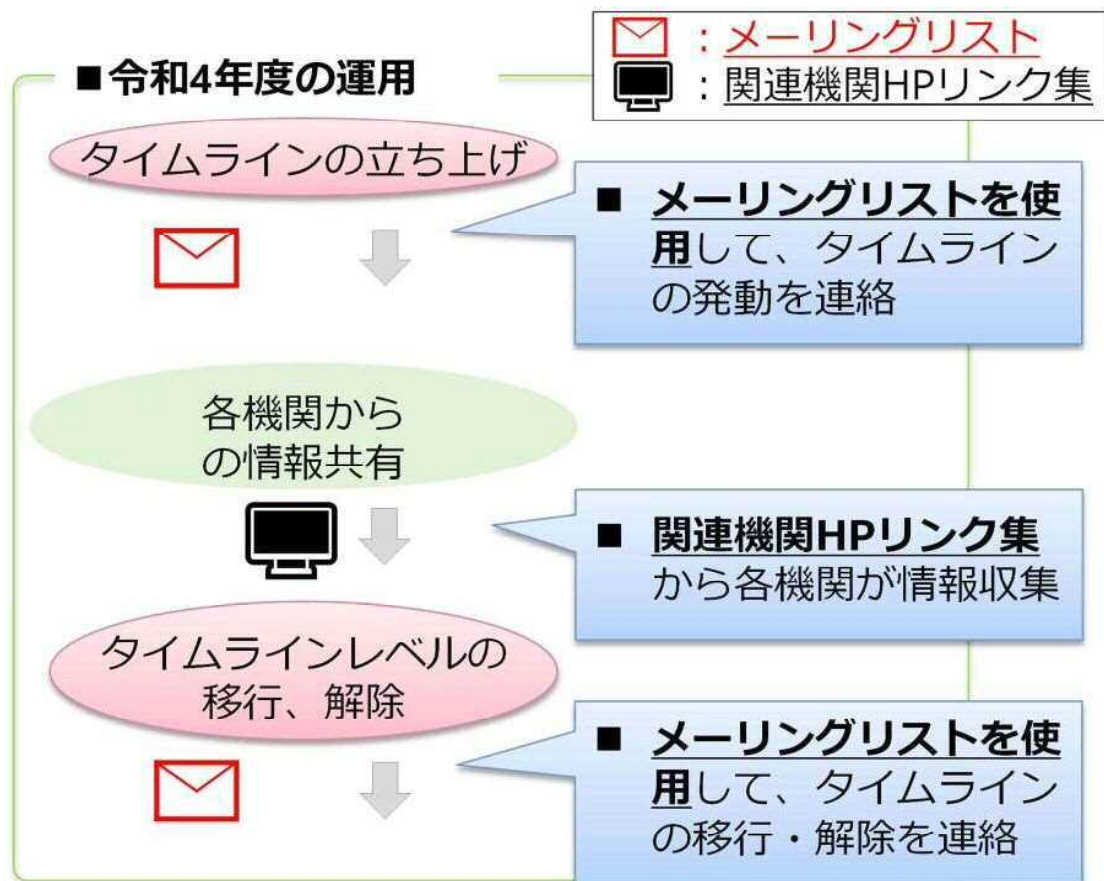 ■令和4年度の運用
：メーリングリスト
：関連機関HPリンク集
タイムラインの立ち上げ
■ メーリングリストを使
用して、タイムライン
の発動を連絡
各機関から
の情報共有
■ 関連機関HPリンク集
から各機関が情報収集
タイムラインレベルの
移行、解除
■ メーリングリストを使
用して、タイムライン
の移行・解除を連絡